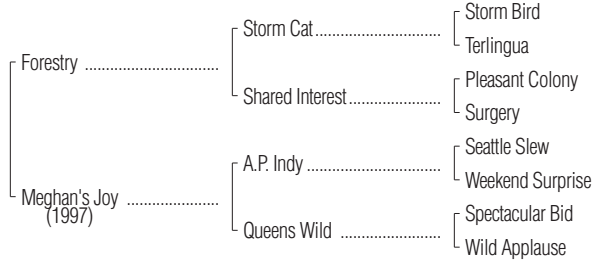 Storm Bird
Storm Cat........................................
Terlingua
Forestry ...........................................
Pleasant Colony
Shared Interest..............................
Surgery
Seattle Slew
A.P. Indy ...........................................
Weekend Surprise
Meghan's Joy ..............................
(1997)
Spectacular Bid
Queens Wild ................................
Wild Applause